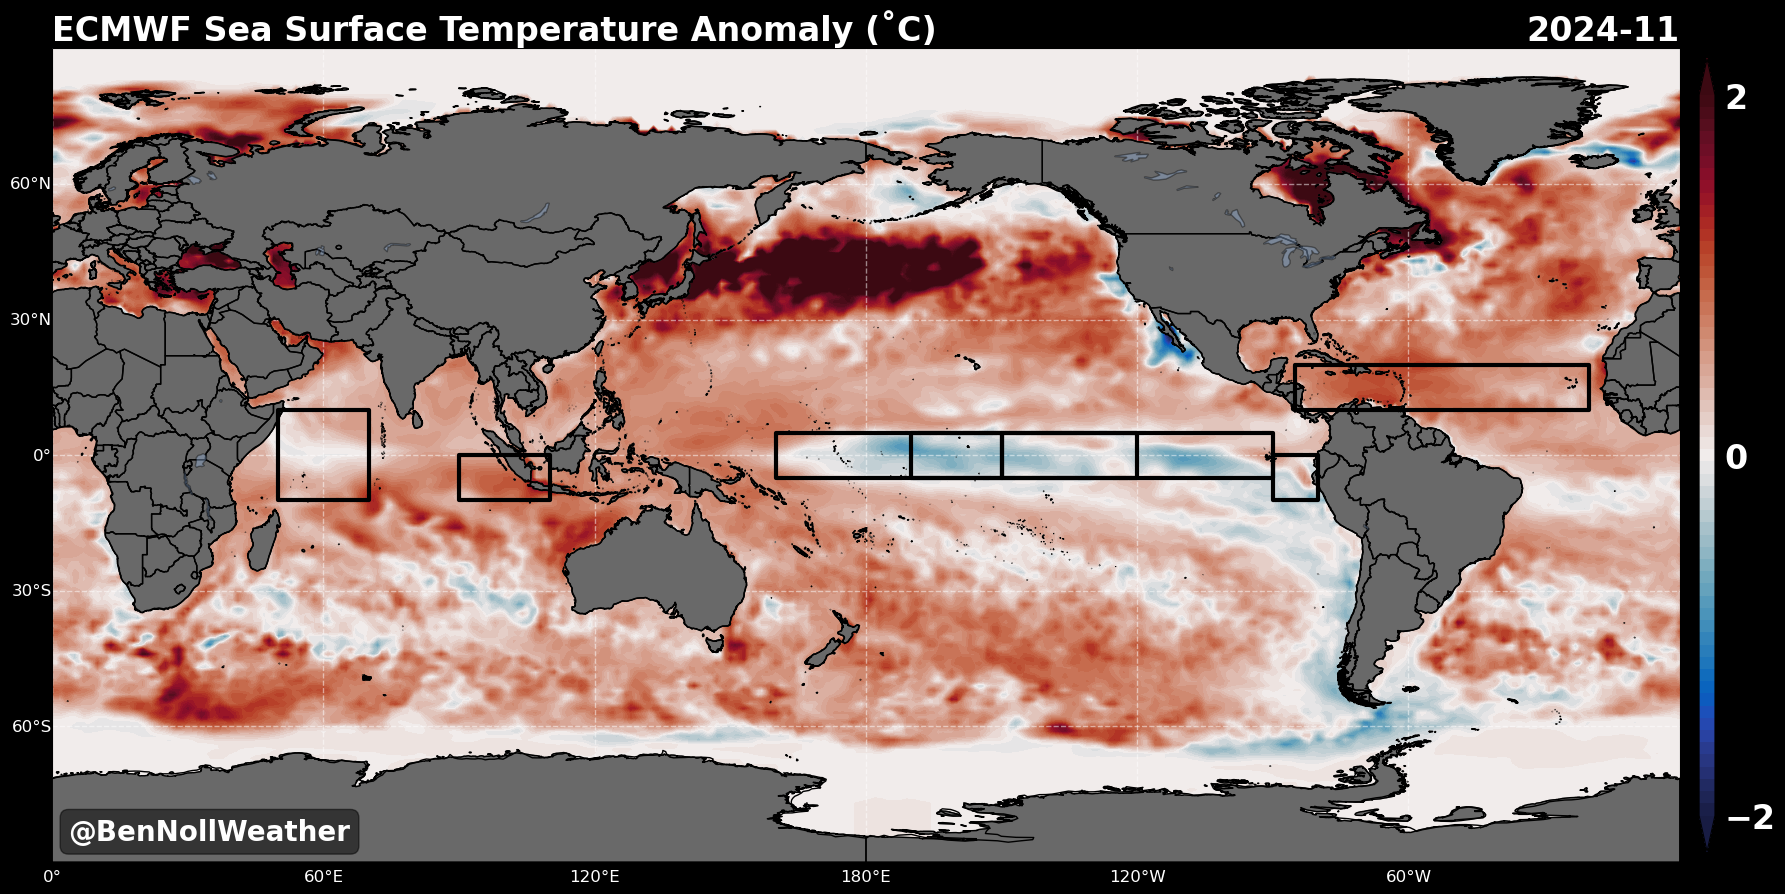 ECMWF Sea Surface Temperature Anomaly (˚C)
2024-11
2
0
−2
60°N
30°N
0°
30°S
60°S
0°
60°E
120°E
180°E
120°W
60°W
@BenNollWeather